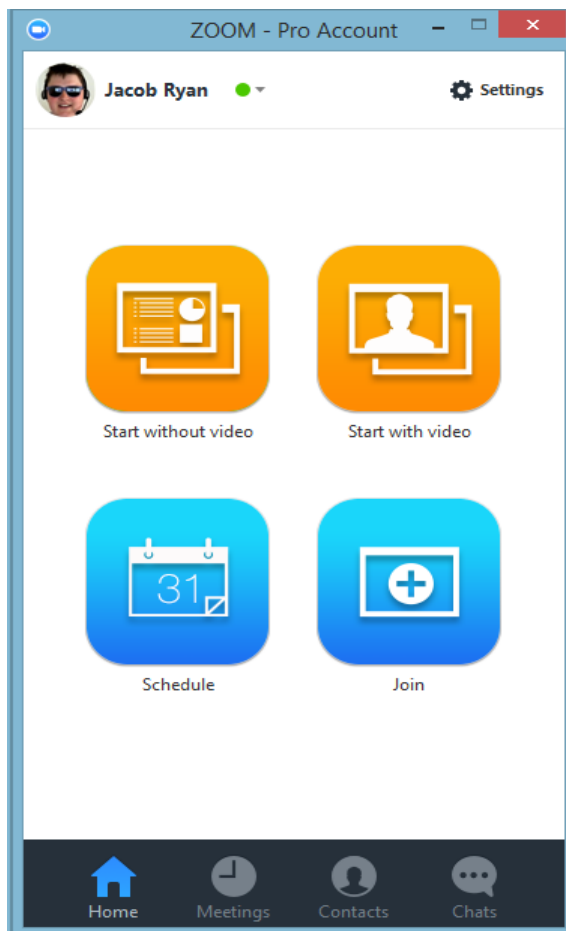 ZOOM - Pro Account
Jacob Ryan
Settings
Start without video
Start with video
31
Schedule
Join
Home
Meetings
Contacts
Chats